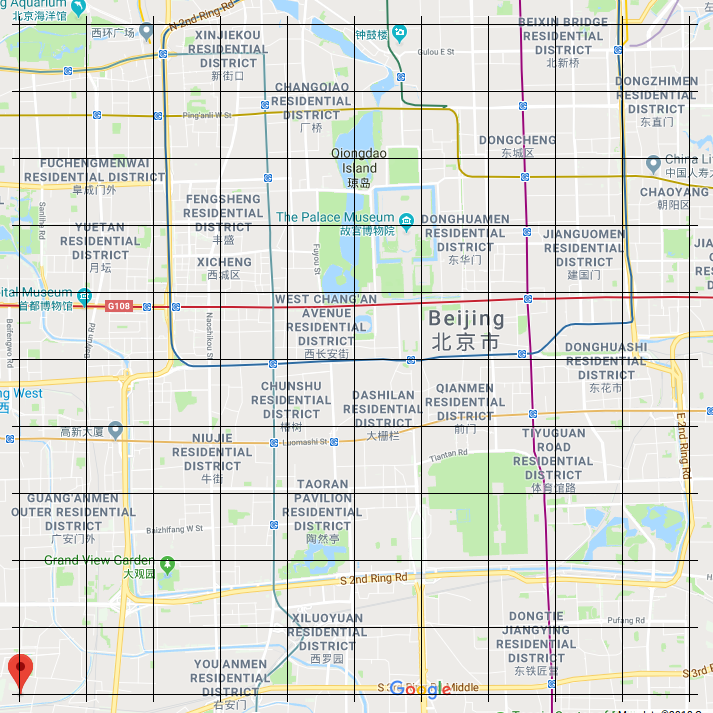 g Aquarium
北京海洋馆
西环广场
N 2nd Ring Rd
XINJIEKOU
RESIDENTIAL
DISTRICT
新街口
钟鼓楼
Gulou E St
BEIXIN BRIDGE
RESIDENTIAL
DISTRICT
北新桥
DONGZHIMEN
RESIDENTIAL
DISTRICT
东直门
CHANGQIAO
RESIDENTIAL
DISTRICT
厂桥
Ping'anli W St
Qiongdao
Island
琼岛
DONGCHENG
东城区
China Li
中国人寿大
FUCHENGMENWAI
RESIDENTIAL DISTRICT
阜成门外
CHAOYANG
朝阳区
FENGSHENG
RESIDENTIAL
DISTRICT
丰盛
The Palace Museum
故宫博物院
DONGHUAMEN
RESIDENTIAL
DISTRICT
东华门
Sanlihe Rd
YUETAN
RESIDENTIAL
DISTRICT
月坛
XICHENG
西城区
Fuyou St
JIANGUOMEN
RESIDENTIAL
DISTRICT
建国门
JIA
RESI
DI
ital Museum
首都博物馆
G108
WEST CHANG'AN
AVENUE
RESIDENTIAL
DISTRICT
西长安街
Beijing
北京市
Beifengwo Rd
Naoshikou St
DONGHUASHI
RESIDENTIAL
DISTRICT
东花市
CHUNSHU
RESIDENTIAL
DISTRICT
椿树
DASHILAN
RESIDENTIAL
DISTRICT
大栅栏
QIANMEN
RESIDENTIAL
DISTRICT
前门
ng West
西
高新大厦
NIUJIE
RESIDENTIAL
DISTRICT
牛街
Luomashi St
Tiantan Rd
TIYUGUAN
ROAD
RESIDENTIAL
DISTRICT
体育馆路
E 2nd Ring Rd
GUANG'ANMEN
OUTER RESIDENTIAL
DISTRICT
广安门外
TAORAN
PAVILION
RESIDENTIAL
DISTRICT
陶然亭
Baizhifang W St
Grand View Garden
大观园
S 2nd Ring Rd
XILUOYUAN
RESIDENTIAL
DISTRICT
西罗园
DONGTIE
JIANGYING
RESIDENTIAL
DISTRICT
东铁匠营
Pufang Rd
YOU'ANMEN
RESIDENTIAL
DISTRICT
右安门
Google
Middle
S 3rd